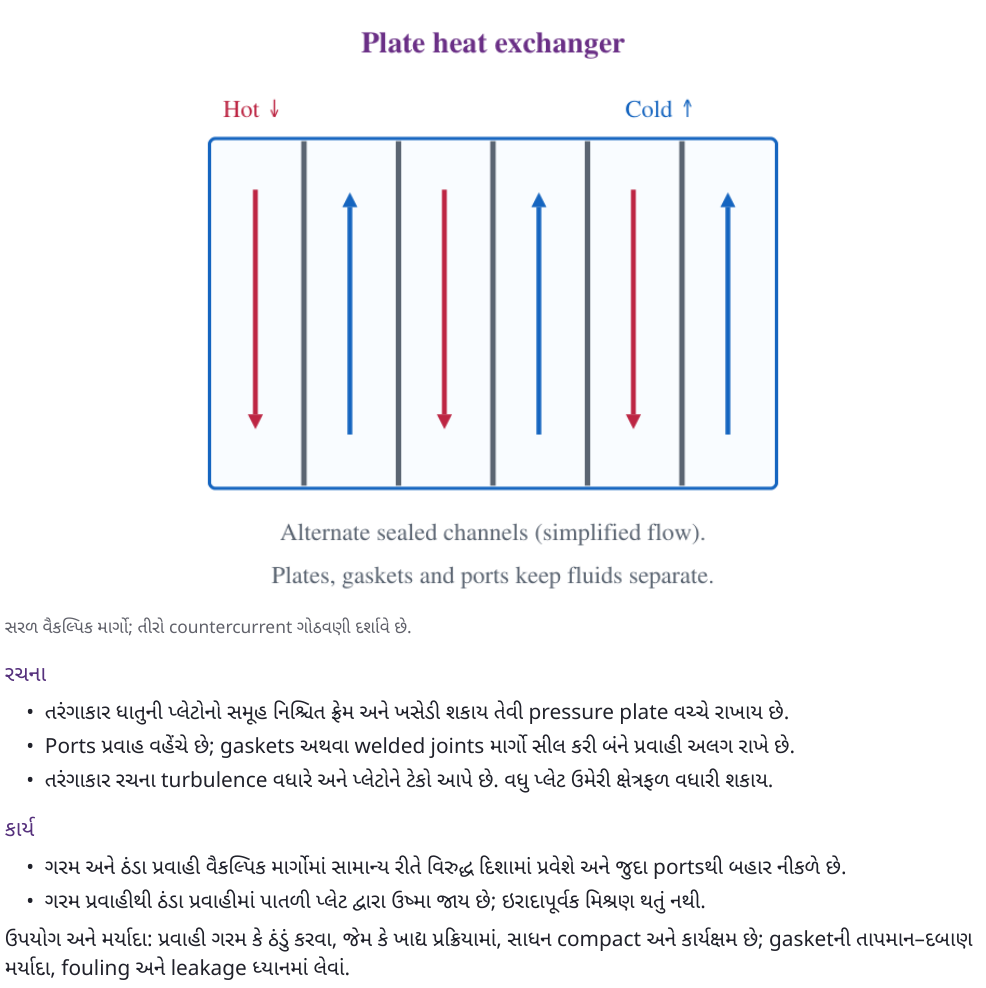 Plate heat exchanger
Hot ↓
Cold ↑
Alternate sealed channels (simplified flow).
Plates, gaskets and ports keep fluids separate.
સરળ વૈકલ્પિક માર્ગો; તીરો countercurrent ગોઠવણી દર્શાવે છે.
રચના
• તરંગાકાર ધાતુની પ્લેટોનો સમૂહ નિશ્ચિત ફ્રેમ અને ખસેડી શકાય તેવી pressure plate વચ્ચે રાખાય છે.
• Ports પ્રવાહ વહેંચે છે; gaskets અથવા welded joints માર્ગો સીલ કરી બંને પ્રવાહી અલગ રાખે છે.
• તરંગાકાર રચના turbulence વધારે અને પ્લેટોને ટેકો આપે છે. વધુ પ્લેટ ઉમેરી ક્ષેત્રફળ વધારી શકાય.
કાર્ય
• ગરમ અને ઠંડા પ્રવાહી વૈકલ્પિક માર્ગોમાં સામાન્ય રીતે વિરુદ્ધ દિશામાં પ્રવેશે અને જુદા portsથી બહાર નીકળે છે.
• ગરમ પ્રવાહીથી ઠંડા પ્રવાહીમાં પાતળી પ્લેટ દ્વારા ઉષ્મા જાય છે; ઇરાદાપૂર્વક મિશ્રણ થતું નથી.
ઉપયોગ અને મર્યાદા: પ્રવાહી ગરમ કે ઠંડું કરવા, જેમ કે ખાદ્ય પ્રક્રિયામાં, સાધન compact અને કાર્યક્ષમ છે; gasketની તાપમાન–દબાણ
મર્યાદા, fouling અને leakage ધ્યાનમાં લેવાં.